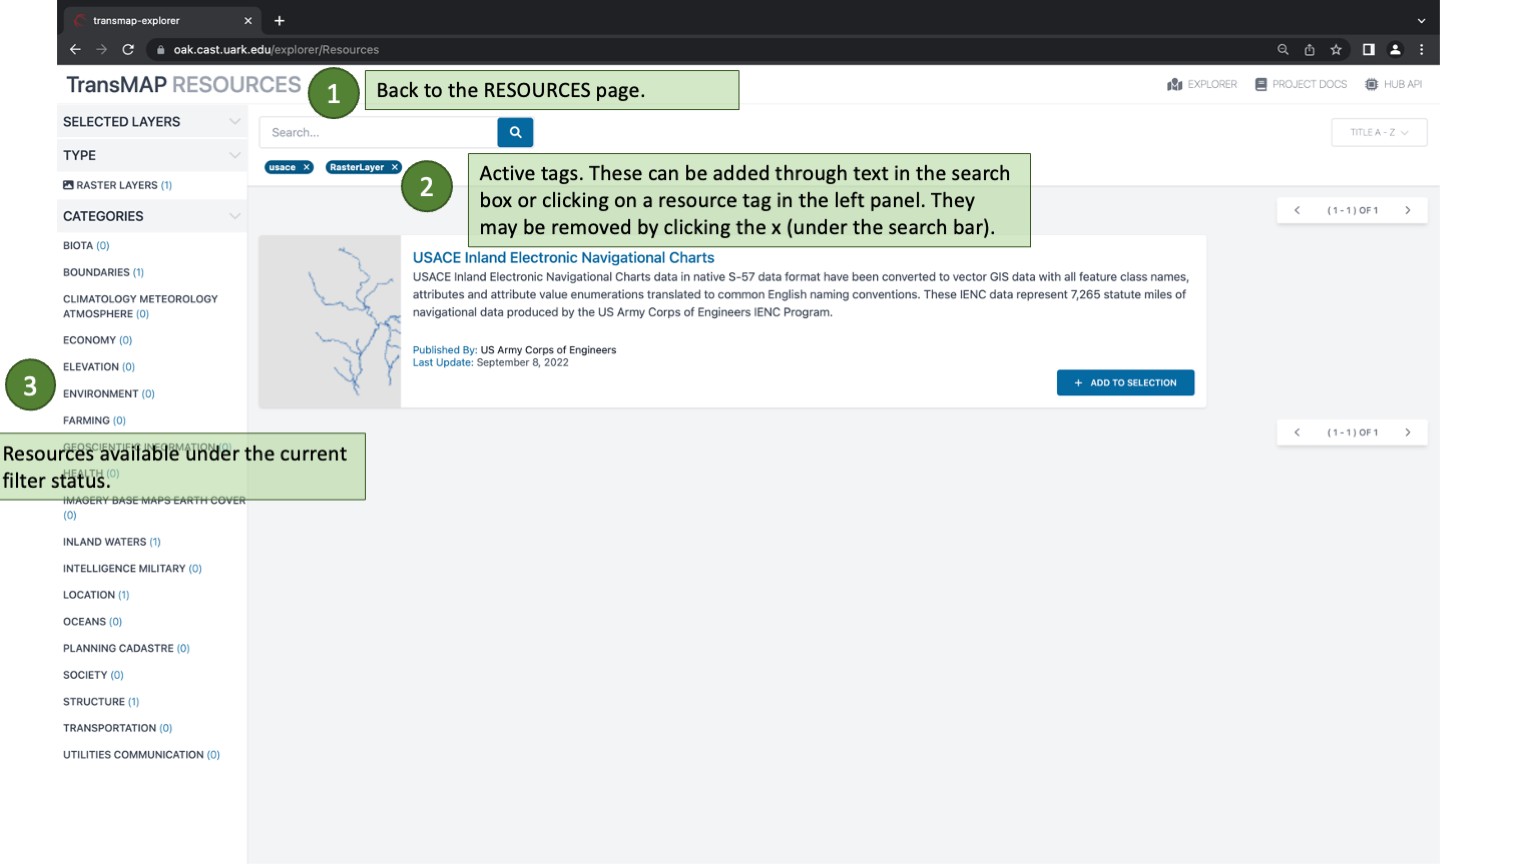 transmap-explorer
oak.cast.uark.edu/explorer/Resources
TransMAP RESOURCES
1
Back to the RESOURCES page.
EXPLORER
PROJECT DOCS
HUB API
SELECTED LAYERS
Search...
TITLE A - Z
TYPE
usace ×
RasterLayer ×
2
Active tags. These can be added through text in the search
box or clicking on a resource tag in the left panel. They
may be removed by clicking the x (under the search bar).
RASTER LAYERS (1)
CATEGORIES
( 1 - 1 ) OF 1
BIOTA (0)
BOUNDARIES (1)
CLIMATOLOGY METEOROLOGY
ATMOSPHERE (0)
ECONOMY (0)
ELEVATION (0)
3
ENVIRONMENT (0)
FARMING (0)
GEOSCIENTIFIC INFORMATION (0)
Resources available under the current
filter status.
HEALTH (0)
IMAGERY BASE MAPS EARTH COVER
(0)
INLAND WATERS (1)
INTELLIGENCE MILITARY (0)
LOCATION (1)
OCEANS (0)
PLANNING CADASTRE (0)
SOCIETY (0)
STRUCTURE (1)
TRANSPORTATION (0)
UTILITIES COMMUNICATION (0)
USACE Inland Electronic Navigational Charts
USACE Inland Electronic Navigational Charts data in native S-57 data format have been converted to vector GIS data with all feature class names,
attributes and attribute value enumerations translated to common English naming conventions. These IENC data represent 7,265 statute miles of
navigational data produced by the US Army Corps of Engineers IENC Program.
Published By: US Army Corps of Engineers
Last Update: September 8, 2022
+ ADD TO SELECTION
( 1 - 1 ) OF 1